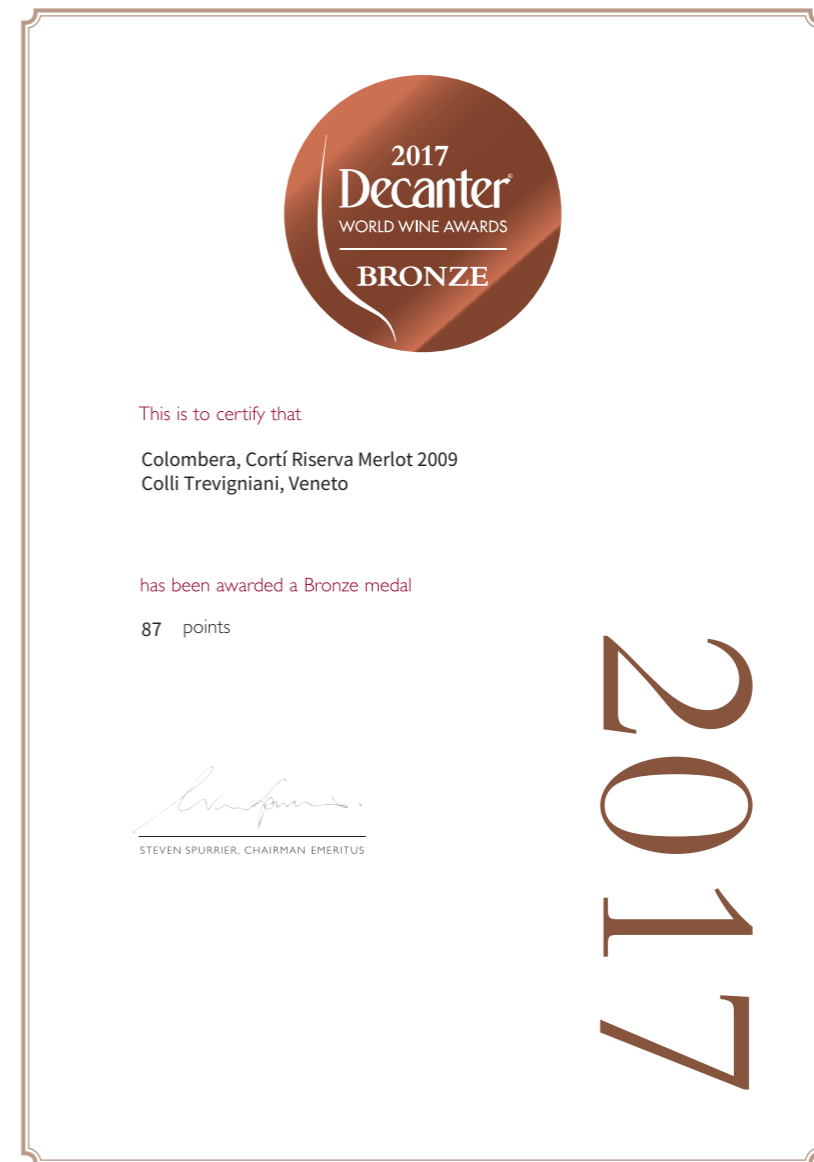 2017
Decanter®
WORLD WINE AWARDS
BRONZE
This is to certify that
Colombera, Cortí Riserva Merlot 2009
Colli Trevigniani, Veneto
has been awarded a Bronze medal
87 points
STEVEN SPURRIER, CHAIRMAN EMERITUS
2017